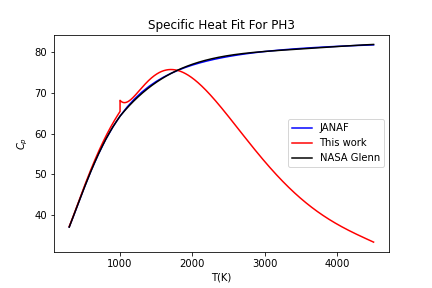 Specific Heat Fit For PH3
80
70
60
50
40
C_p
JANAF
This work
NASA Glenn
1000
2000
3000
4000
T(K)